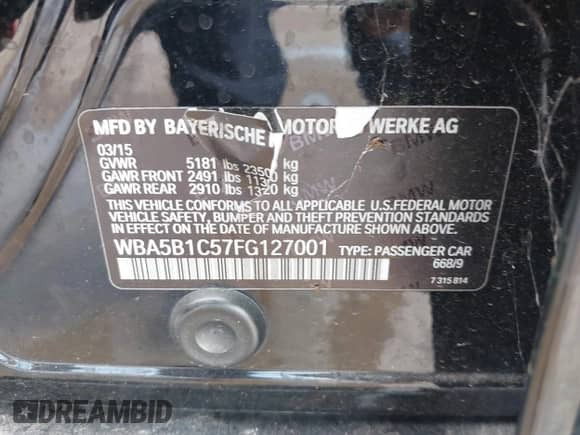 MFD BY BAYERISCHE MOTOR WERKE AG
03/15
GVWR 5181 lbs 2350 kg
GAWR FRONT 2491 lbs 1130 kg
GAWR REAR 2910 lbs 1320 kg
THIS VEHICLE CONFORMS TO ALL APPLICABLE U.S. FEDERAL MOTOR
VEHICLE SAFETY, BUMPER AND THEFT PREVENTION STANDARDS
IN EFFECT ON THE DATE OF MANUFACTURE SHOWN ABOVE.
WBA5B1C57FG127001 TYPE: PASSENGER CAR
668/9
7 315 814
DREAMBID